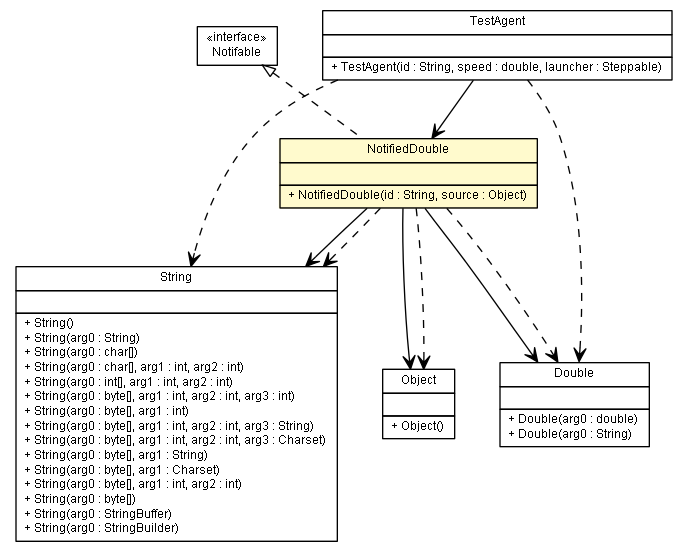 «interface»
Notifable
TestAgent
+ TestAgent(id : String, speed : double, launcher : Steppable)
NotifiedDouble
+ NotifiedDouble(id : String, source : Object)
String
+ String()
+ String(arg0 : String)
+ String(arg0 : char[])
+ String(arg0 : char[], arg1 : int, arg2 : int)
+ String(arg0 : int[], arg1 : int, arg2 : int)
+ String(arg0 : byte[], arg1 : int, arg2 : int, arg3 : int)
+ String(arg0 : byte[], arg1 : int)
+ String(arg0 : byte[], arg1 : int, arg2 : int, arg3 : String)
+ String(arg0 : byte[], arg1 : int, arg2 : int, arg3 : Charset)
+ String(arg0 : byte[], arg1 : String)
+ String(arg0 : byte[], arg1 : Charset)
+ String(arg0 : byte[], arg1 : int, arg2 : int)
+ String(arg0 : byte[])
+ String(arg0 : StringBuffer)
+ String(arg0 : StringBuilder)
Object
+ Object()
Double
+ Double(arg0 : double)
+ Double(arg0 : String)